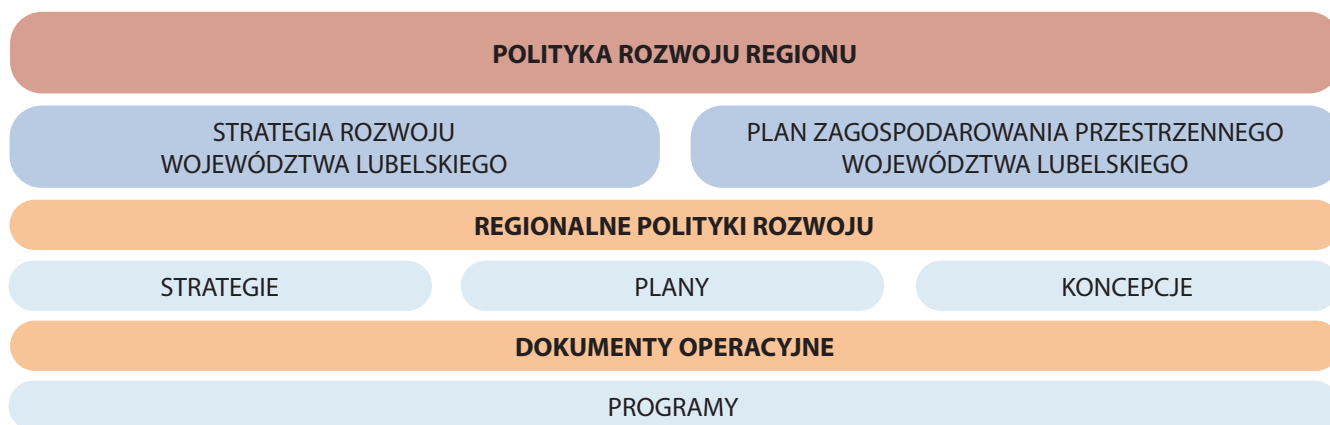 POLITYKA ROZWOJU REGIONU
STRATEGIA ROZWOJU
WOJEWÓDZTWA LUBELSKIEGO
PLAN ZAGOSPODAROWANIA PRZESTRZENNEGO
WOJEWÓDZTWA LUBELSKIEGO
REGIONALNE POLITYKI ROZWOJU
STRATEGIE
PLANY
KONCEPCJE
DOKUMENTY OPERACYJNE
PROGRAMY